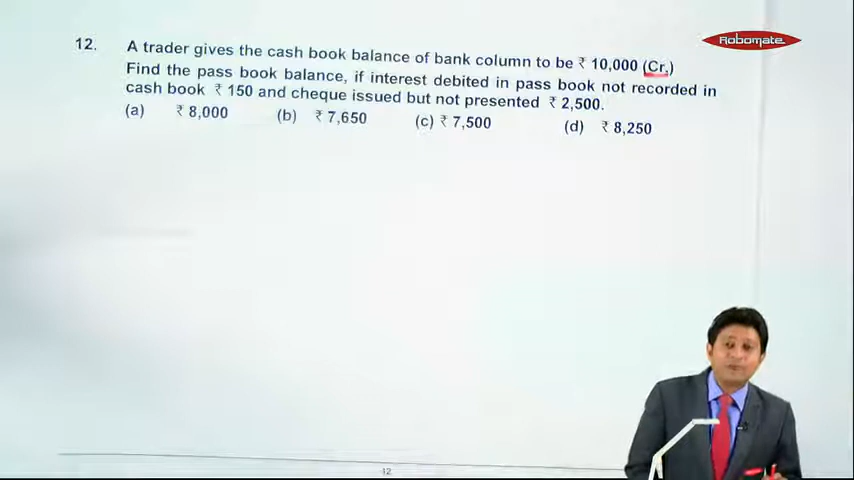 Robomate
12. A trader gives the cash book balance of bank column to be ₹ 10,000 (Cr.)
Find the pass book balance, if interest debited in pass book not recorded in
cash book ₹ 150 and cheque issued but not presented ₹ 2,500.
(a) ₹ 8,000 (b) ₹ 7,650 (c) ₹ 7,500 (d) ₹ 8,250
12